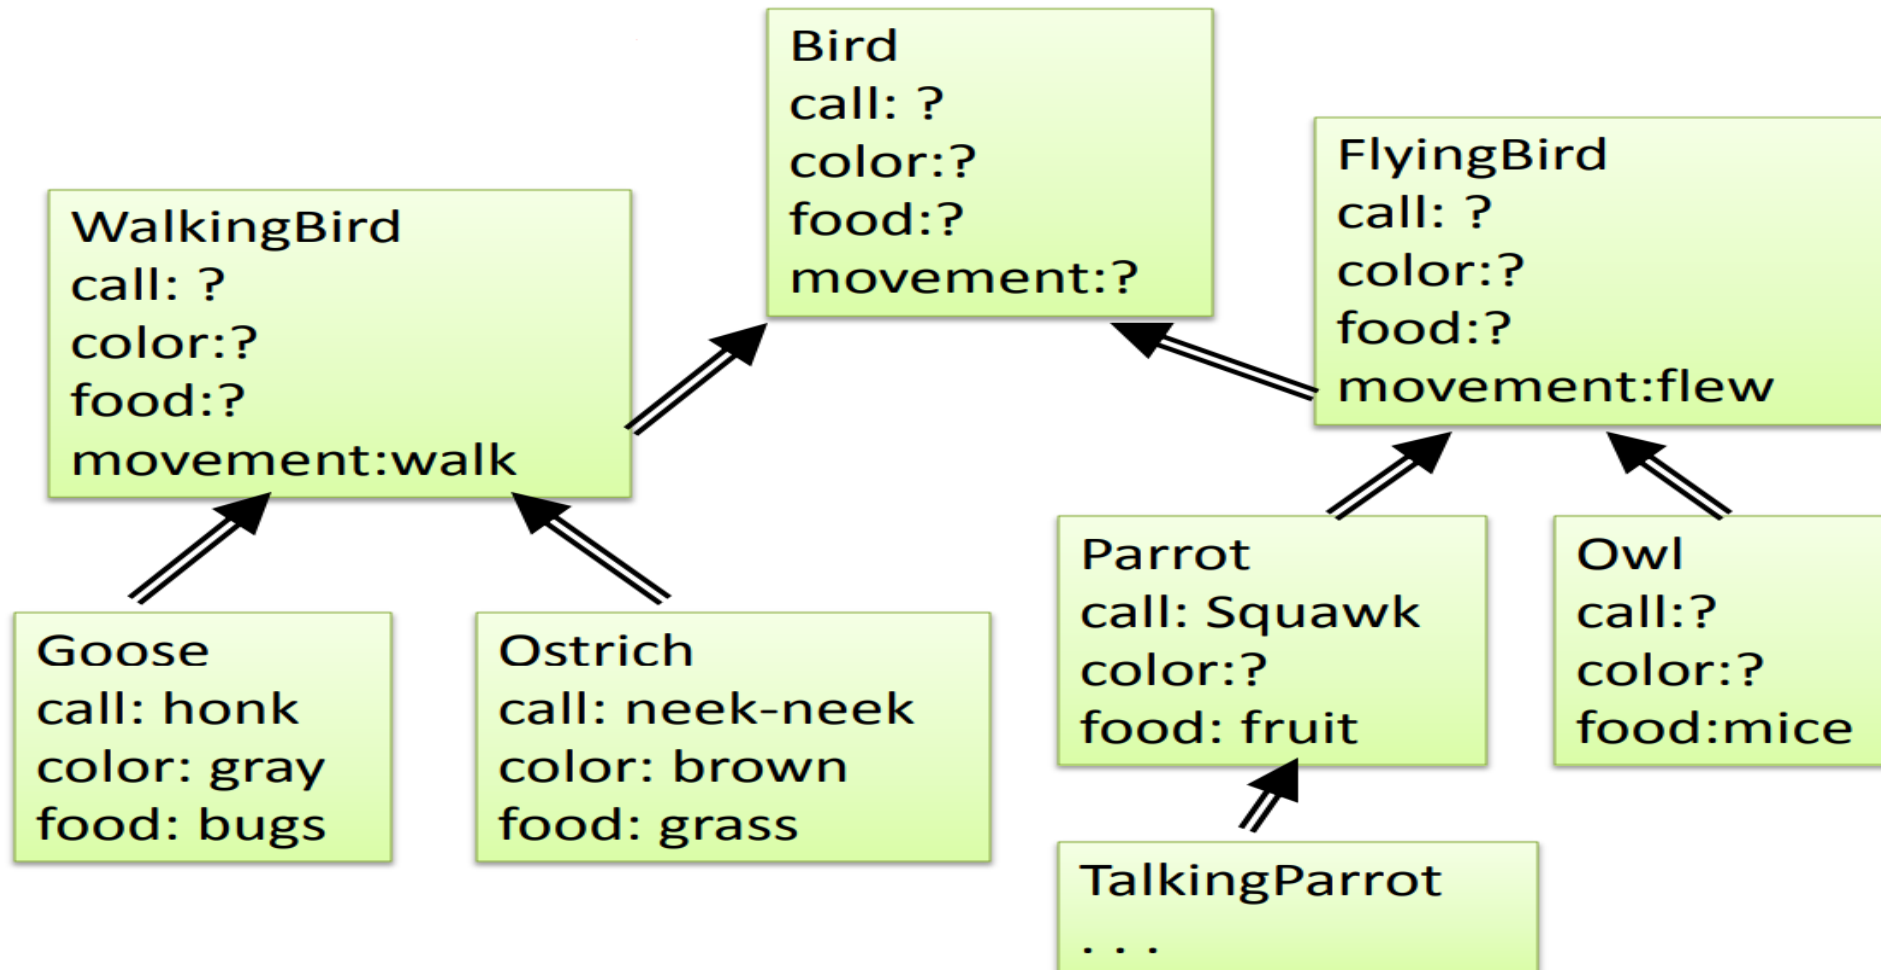 Bird
call: ?
color:?
food:?
movement:?
WalkingBird
call: ?
color:?
food:?
movement:walk
FlyingBird
call: ?
color:?
food:?
movement:flew
Goose
call: honk
color: gray
food: bugs
Ostrich
call: neek-neek
color: brown
food: grass
Parrot
call: Squawk
color:?
food: fruit
Owl
call:?
color:?
food:mice
TalkingParrot
. . .